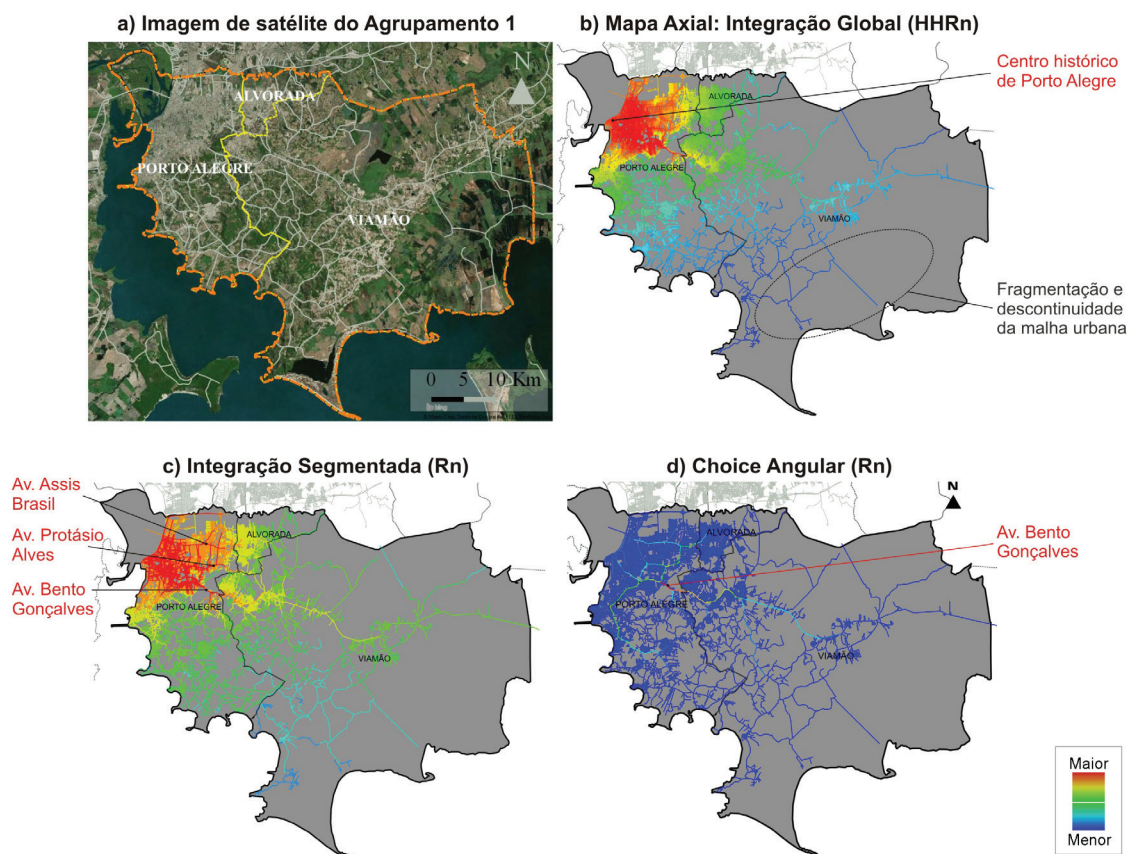 a) Imagem de satélite do Agrupamento 1
N
ALVORADA
PORTO ALEGRE
VIAMÃO
0 5 10 Km
bing
b) Mapa Axial: Integração Global (HHRn)
Centro histórico
de Porto Alegre
ALVORADA
PORTO ALEGRE
VIAMÃO
Fragmentação e
descontinuidade
da malha urbana
c) Integração Segmentada (Rn)
Av. Assis
Brasil
Av. Protásio
Alves
Av. Bento
Gonçalves
ALVORADA
PORTO ALEGRE
VIAMÃO
d) Choice Angular (Rn)
N
Av. Bento
Gonçalves
ALVORADA
PORTO ALEGRE
VIAMÃO
Maior
Menor